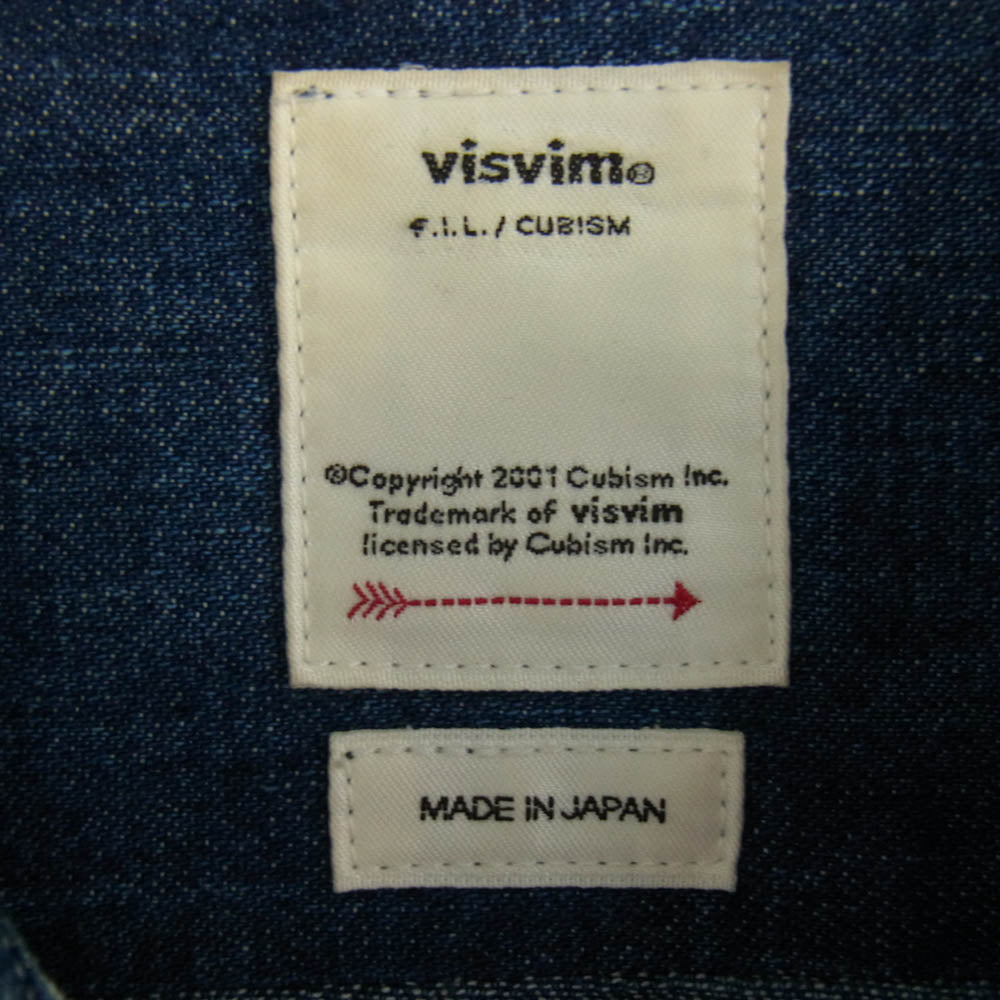 visvim®
F.I.L. / CUBISM
©Copyright 2001 Cubism Inc.
Trademark of visvim
licensed by Cubism Inc.
MADE IN JAPAN